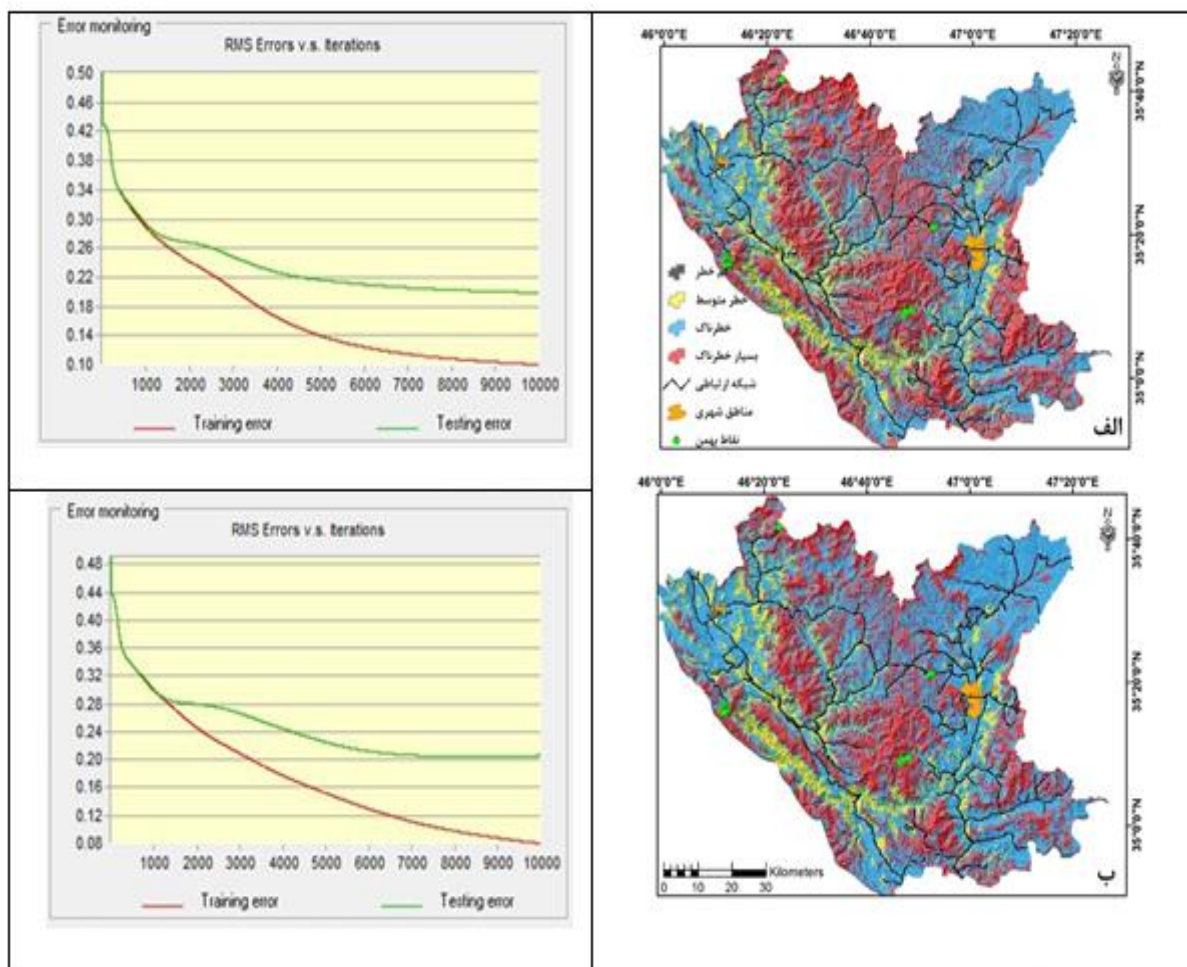 Error monitoring
RMS Errors v.s. Iterations
0.50
0.46
0.42
0.38
0.34
0.30
0.26
0.22
0.18
0.14
0.10
1000 2000 3000 4000 5000 6000 7000 8000 9000 10000
Training error Testing error
46°0'0"E 46°20'0"E 46°40'0"E 47°0'0"E 47°20'0"E
35°40'0"N
35°20'0"N
35°0'0"N
خطر
خطر متوسط
خطرناک
بسیار خطرناک
شبکه ارتباطی
مناطق شهری
نقاط بهمن
الف
Error monitoring
RMS Errors v.s. Iterations
0.48
0.44
0.40
0.36
0.32
0.28
0.24
0.20
0.16
0.12
0.08
1000 2000 3000 4000 5000 6000 7000 8000 9000 10000
Training error Testing error
46°0'0"E 46°20'0"E 46°40'0"E 47°0'0"E 47°20'0"E
35°40'0"N
35°20'0"N
35°0'0"N
0 10 20 30 Kilometers